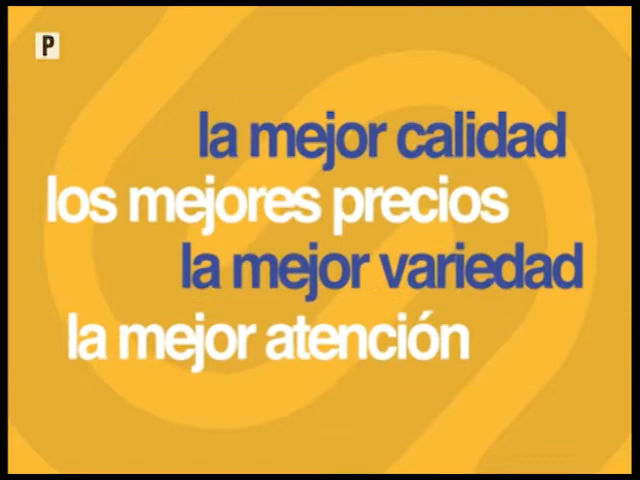 P
la mejor calidad
los mejores precios
la mejor variedad
la mejor atención